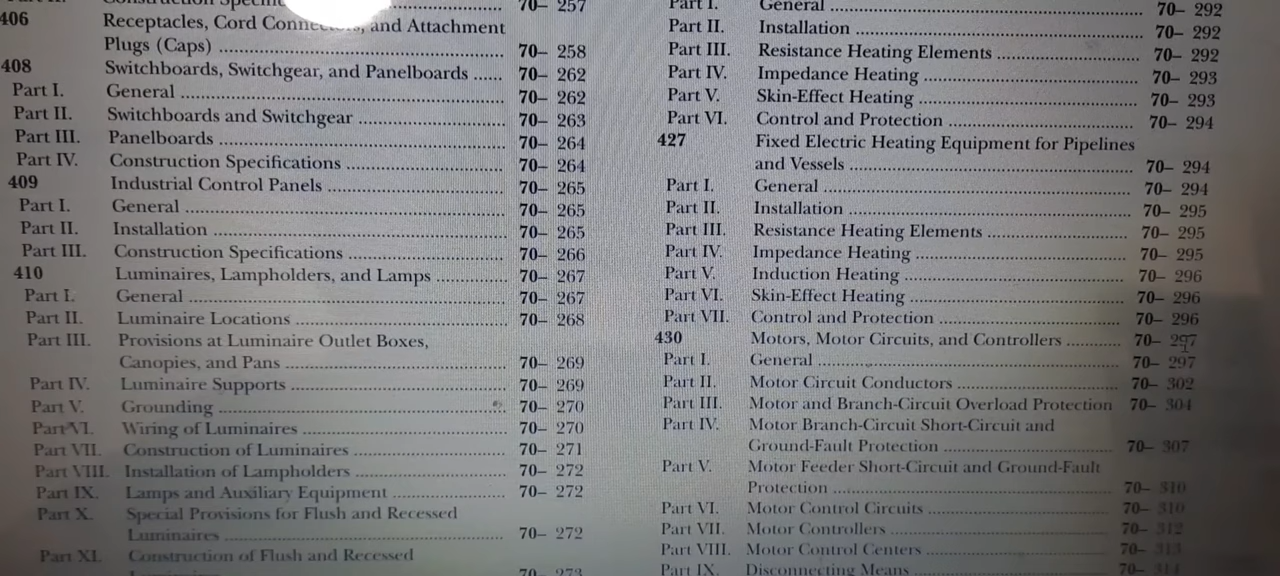 70– 257
406 Receptacles, Cord Connectors, and Attachment
Plugs (Caps) 70– 258
408 Switchboards, Switchgear, and Panelboards 70– 262
Part I. General 70– 262
Part II. Switchboards and Switchgear 70– 263
Part III. Panelboards 70– 264
Part IV. Construction Specifications 70– 264
409 Industrial Control Panels 70– 265
Part I. General 70– 265
Part II. Installation 70– 265
Part III. Construction Specifications 70– 266
410 Luminaires, Lampholders, and Lamps 70– 267
Part I. General 70– 267
Part II. Luminaire Locations 70– 268
Part III. Provisions at Luminaire Outlet Boxes,
Canopies, and Pans 70– 269
Part IV. Luminaire Supports 70– 269
Part V. Grounding 70– 270
Part VI. Wiring of Luminaires 70– 270
Part VII. Construction of Luminaires 70– 271
Part VIII. Installation of Lampholders 70– 272
Part IX. Lamps and Auxiliary Equipment 70– 272
Part X. Special Provisions for Flush and Recessed
Luminaires 70– 272
Part XI. Construction of Flush and Recessed
70– 273
Part I. General 70– 292
Part II. Installation 70– 292
Part III. Resistance Heating Elements 70– 292
Part IV. Impedance Heating 70– 293
Part V. Skin-Effect Heating 70– 293
Part VI. Control and Protection 70– 294
427 Fixed Electric Heating Equipment for Pipelines
and Vessels 70– 294
Part I. General 70– 294
Part II. Installation 70– 295
Part III. Resistance Heating Elements 70– 295
Part IV. Impedance Heating 70– 295
Part V. Induction Heating 70– 296
Part VI. Skin-Effect Heating 70– 296
Part VII. Control and Protection 70– 296
430 Motors, Motor Circuits, and Controllers 70– 297
Part I. General 70– 297
Part II. Motor Circuit Conductors 70– 302
Part III. Motor and Branch-Circuit Overload Protection 70– 304
Part IV. Motor Branch-Circuit Short-Circuit and
Ground-Fault Protection 70– 307
Part V. Motor Feeder Short-Circuit and Ground-Fault
Protection 70– 310
Part VI. Motor Control Circuits 70– 310
Part VII. Motor Controllers 70– 312
Part VIII. Motor Control Centers 70– 313
Part IX. Disconnecting Means 70– 314